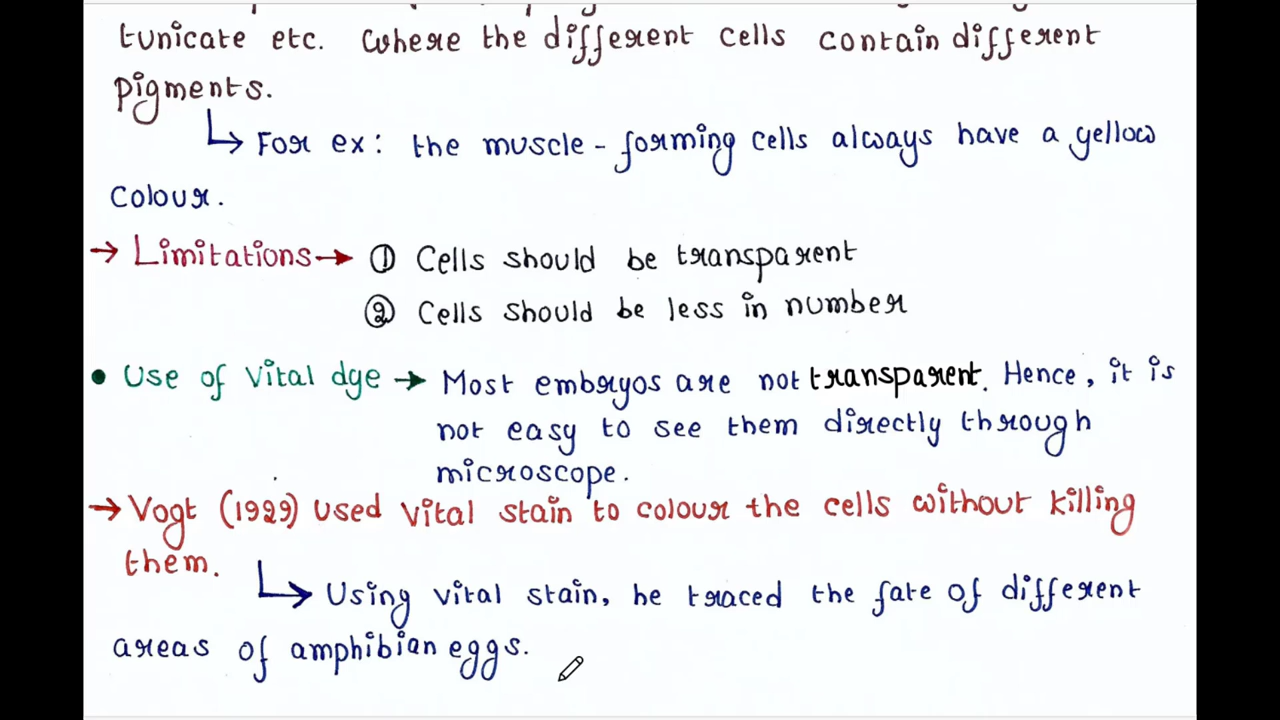 tunicate etc. where the different cells contain different
pigments.
↳ For ex: the muscle-forming cells always have a yellow
colour.
→ Limitations → ① Cells should be transparent
② Cells should be less in number
• Use of Vital dye → Most embryos are not transparent. Hence, it is
not easy to see them directly through
microscope.
→ Vogt (1929) used vital stain to colour the cells without killing
them.
↳ Using vital stain, he traced the fate of different
areas of amphibian eggs.